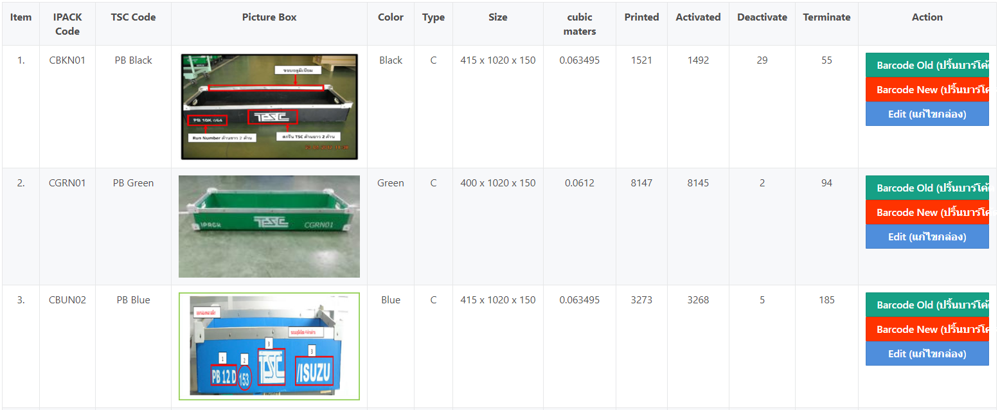 Item IPACK Code TSC Code Picture Box Color Type Size cubic maters Printed Activated Deactivate Terminate Action
1. CBKN01 PB Black Black C 415 x 1020 x 150 0.063495 1521 1492 29 55
ขอบอลูมิเนียม
PB 10K 064
TSC
Run Number ด้านยาว 2 ด้าน
สกรีน TSC ด้านยาว 2 ด้าน
Barcode Old (ปริ้นบาร์โค้
Barcode New (ปริ้นบาร์โค
Edit (แก้ไขกล่อง)
2. CGRN01 PB Green Green C 400 x 1020 x 150 0.0612 8147 8145 2 94
IPACK TSC CGRN01
Barcode Old (ปริ้นบาร์โค้
Barcode New (ปริ้นบาร์โค
Edit (แก้ไขกล่อง)
3. CBUN02 PB Blue Blue C 415 x 1020 x 150 0.063495 3273 3268 5 185
1 2 3 3
PB 12 D 153 TSC /ISUZU
Barcode Old (ปริ้นบาร์โค้
Barcode New (ปริ้นบาร์โค
Edit (แก้ไขกล่อง)